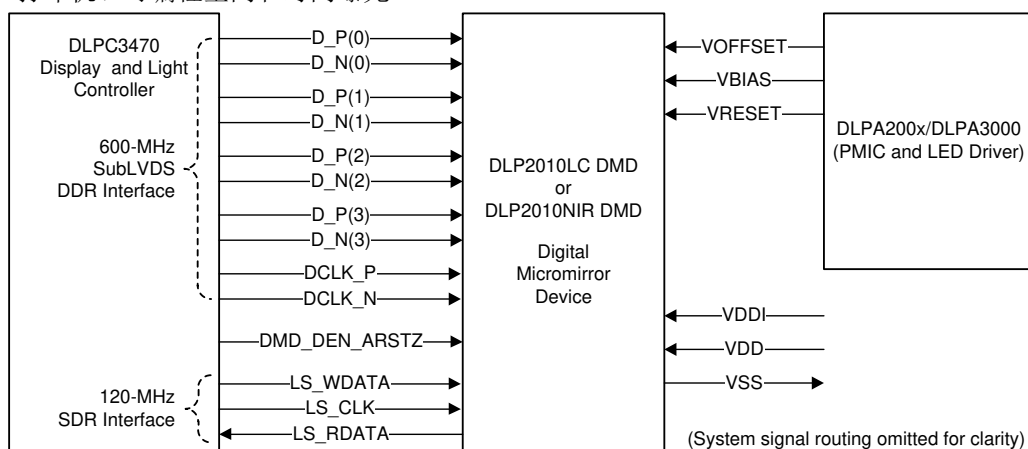 DLPC3470
Display and Light
Controller
600-MHz
SubLVDS
DDR Interface
120-MHz
SDR Interface
D_P(0)
D_N(0)
D_P(1)
D_N(1)
D_P(2)
D_N(2)
D_P(3)
D_N(3)
DCLK_P
DCLK_N
DMD_DEN_ARSTZ
LS_WDATA
LS_CLK
LS_RDATA
DLP2010LC DMD
or
DLP2010NIR DMD
Digital
Micromirror
Device
VOFFSET
VBIAS
VRESET
VDDI
VDD
VSS
DLPA200x/DLPA3000
(PMIC and LED Driver)
(System signal routing omitted for clarity)